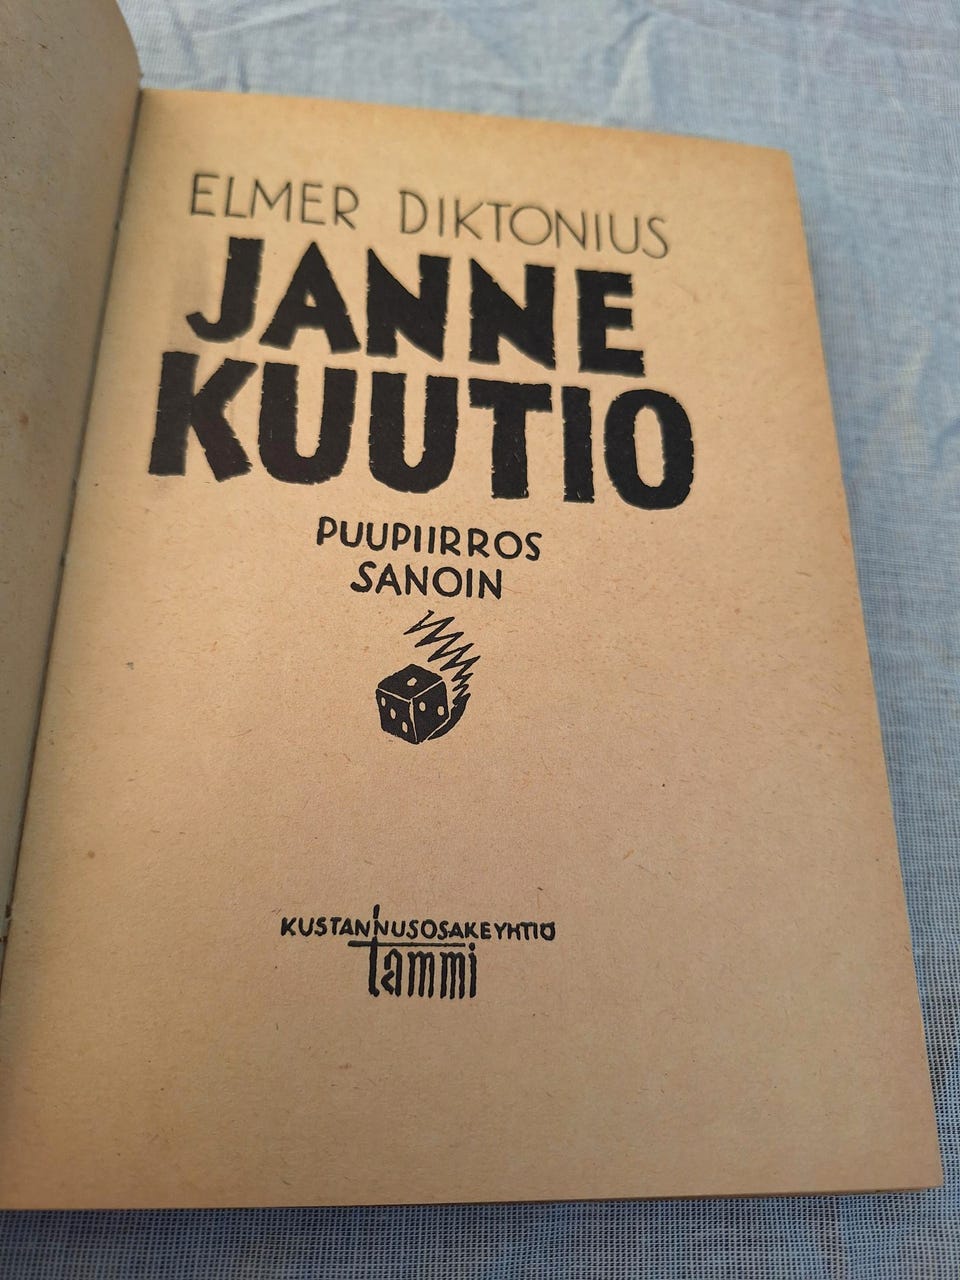 ELMER DIKTONIUS
JANNE
KUUTIO
PUUPIIRROS
SANOIN
KUSTANNUSOSAKEYHTIÖ
tammi